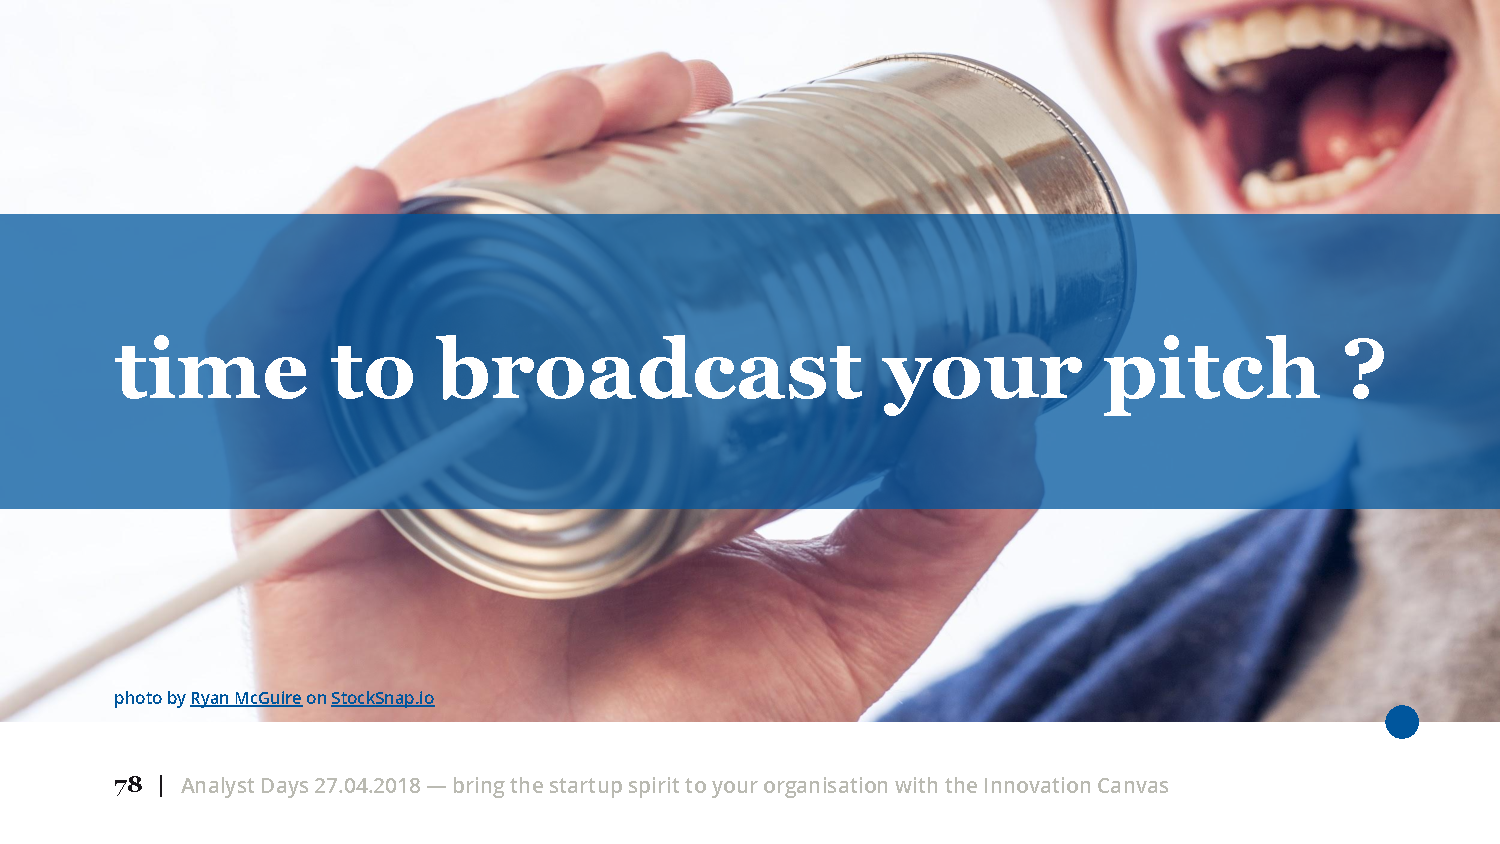 time to broadcast your pitch ?
photo by Ryan McGuire on StockSnap.io
78 | Analyst Days 27.04.2018 — bring the startup spirit to your organisation with the Innovation Canvas